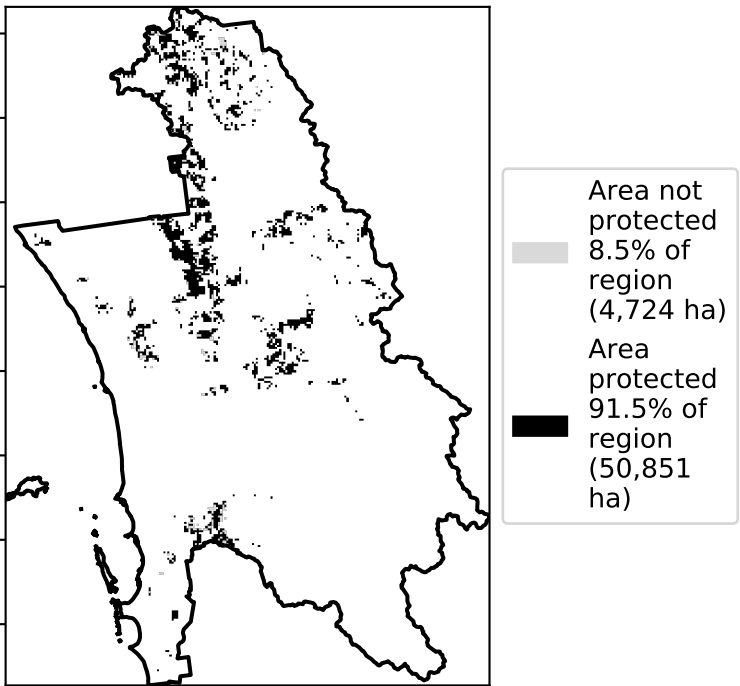 Area not
protected
8.5% of
region
(4,724 ha)
Area
protected
91.5% of
region
(50,851
ha)